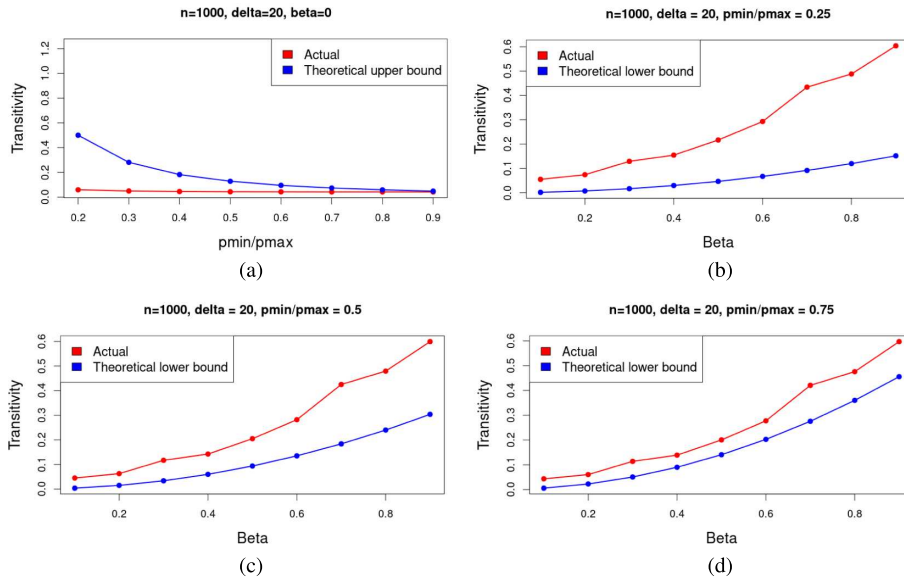 n=1000, delta=20, beta=0
Actual
Theoretical upper bound
Transitivity
0.0 0.2 0.4 0.6 0.8 1.0 1.2
0.2 0.3 0.4 0.5 0.6 0.7 0.8 0.9
pmin/pmax
(a)
n=1000, delta = 20, pmin/pmax = 0.25
Actual
Theoretical lower bound
Transitivity
0.0 0.1 0.2 0.3 0.4 0.5 0.6
0.2 0.4 0.6 0.8
Beta
(b)
n=1000, delta = 20, pmin/pmax = 0.5
Actual
Theoretical lower bound
Transitivity
0.0 0.1 0.2 0.3 0.4 0.5 0.6
0.2 0.4 0.6 0.8
Beta
(c)
n=1000, delta = 20, pmin/pmax = 0.75
Actual
Theoretical lower bound
Transitivity
0.0 0.1 0.2 0.3 0.4 0.5 0.6
0.2 0.4 0.6 0.8
Beta
(d)